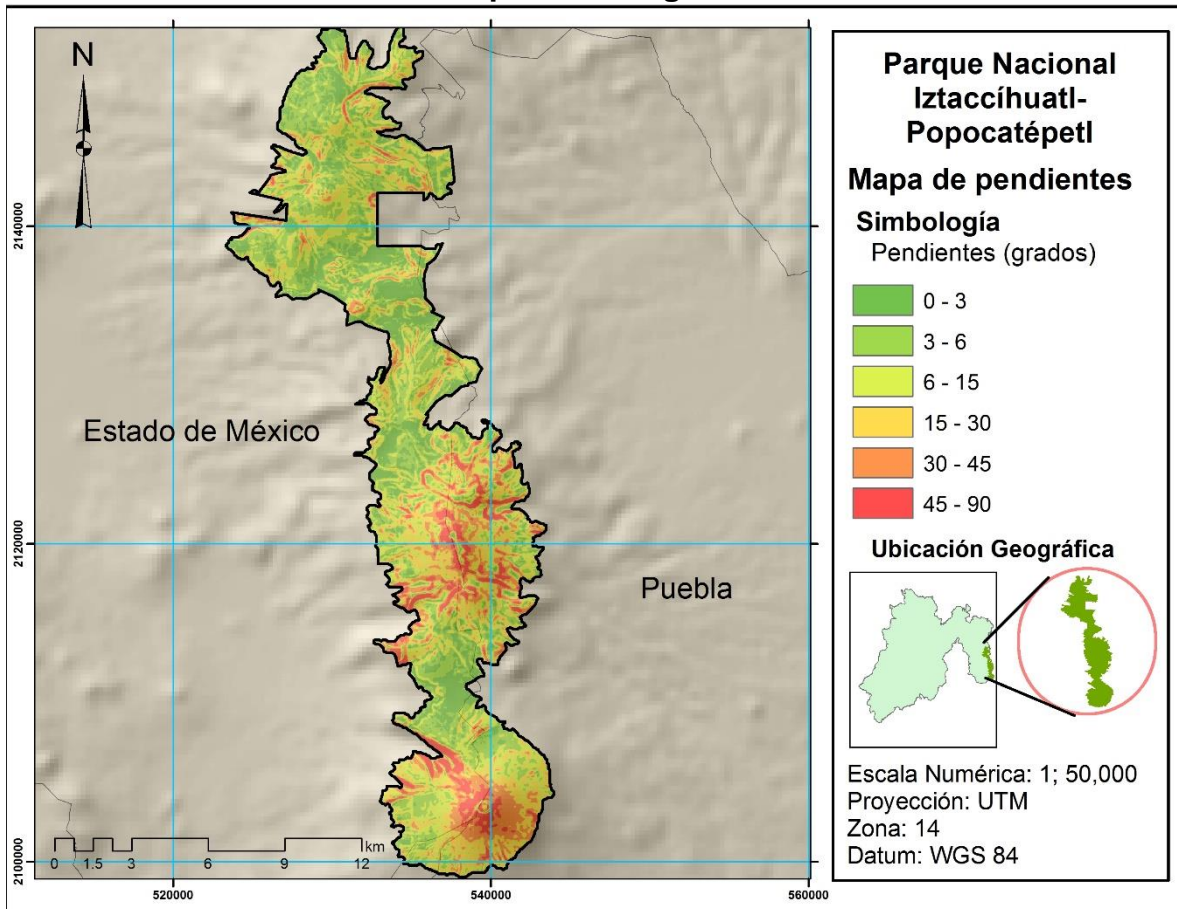 N
2140000
2120000
2100000
520000
540000
560000
Estado de México
Puebla
0 1.5 3 6 9 12
km
Parque Nacional
Iztaccíhuatl-
Popocatépetl
Mapa de pendientes
Simbología
Pendientes (grados)
0 - 3
3 - 6
6 - 15
15 - 30
30 - 45
45 - 90
Ubicación Geográfica
Escala Numérica: 1; 50,000
Proyección: UTM
Zona: 14
Datum: WGS 84